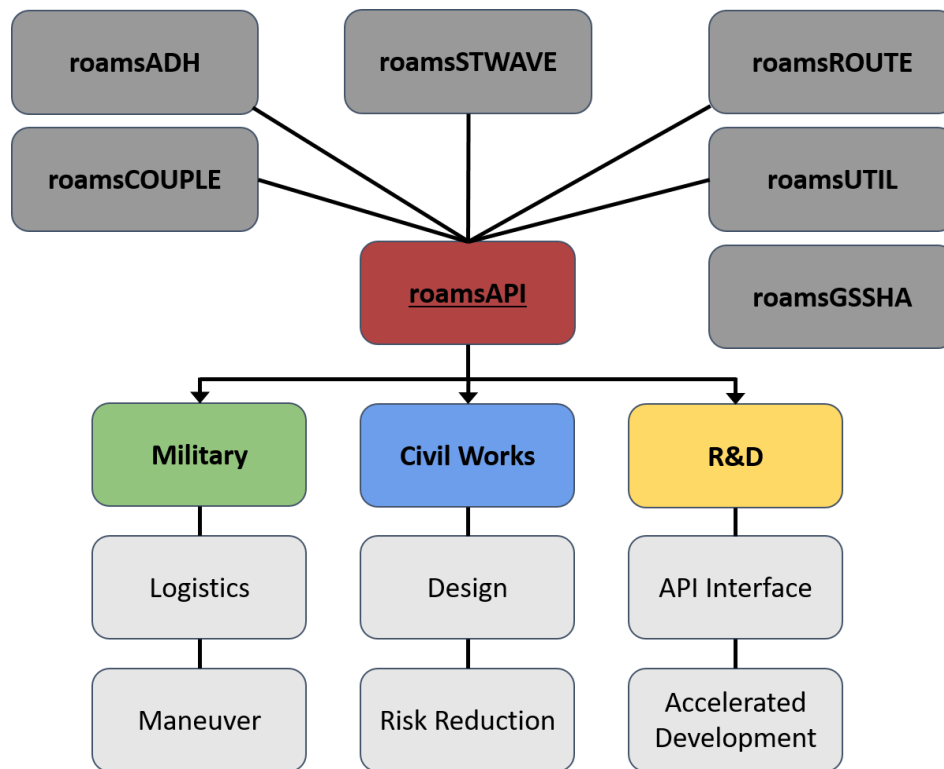 roamsADH
roamsSTWAVE
roamsROUTE
roamsCOUPLE
roamsUTIL
roamsAPI
roamsGSSHA
Military
Civil Works
R&D
Logistics
Design
API Interface
Maneuver
Risk Reduction
Accelerated
Development